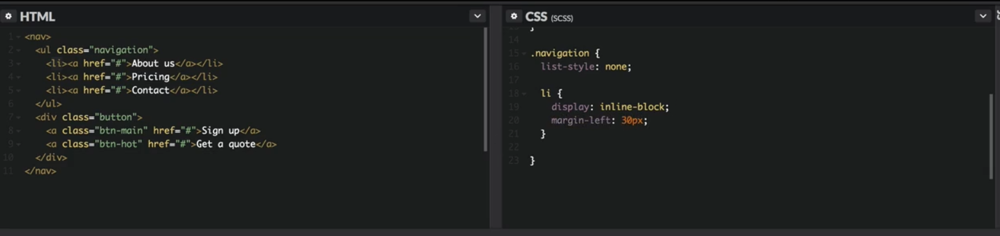 HTML
1 <nav>
2 <ul class="navigation">
3 <li><a href="#">About us</a></li>
4 <li><a href="#">Pricing</a></li>
5 <li><a href="#">Contact</a></li>
6 </ul>
7 <div class="button">
8 <a class="btn-main" href="#">Sign up</a>
9 <a class="btn-hot" href="#">Get a quote</a>
10 </div>
11 </nav>
CSS (SCSS)
13 }
14
15 .navigation {
16 list-style: none;
17
18 li {
19 display: inline-block;
20 margin-left: 30px;
21 }
22
23 }